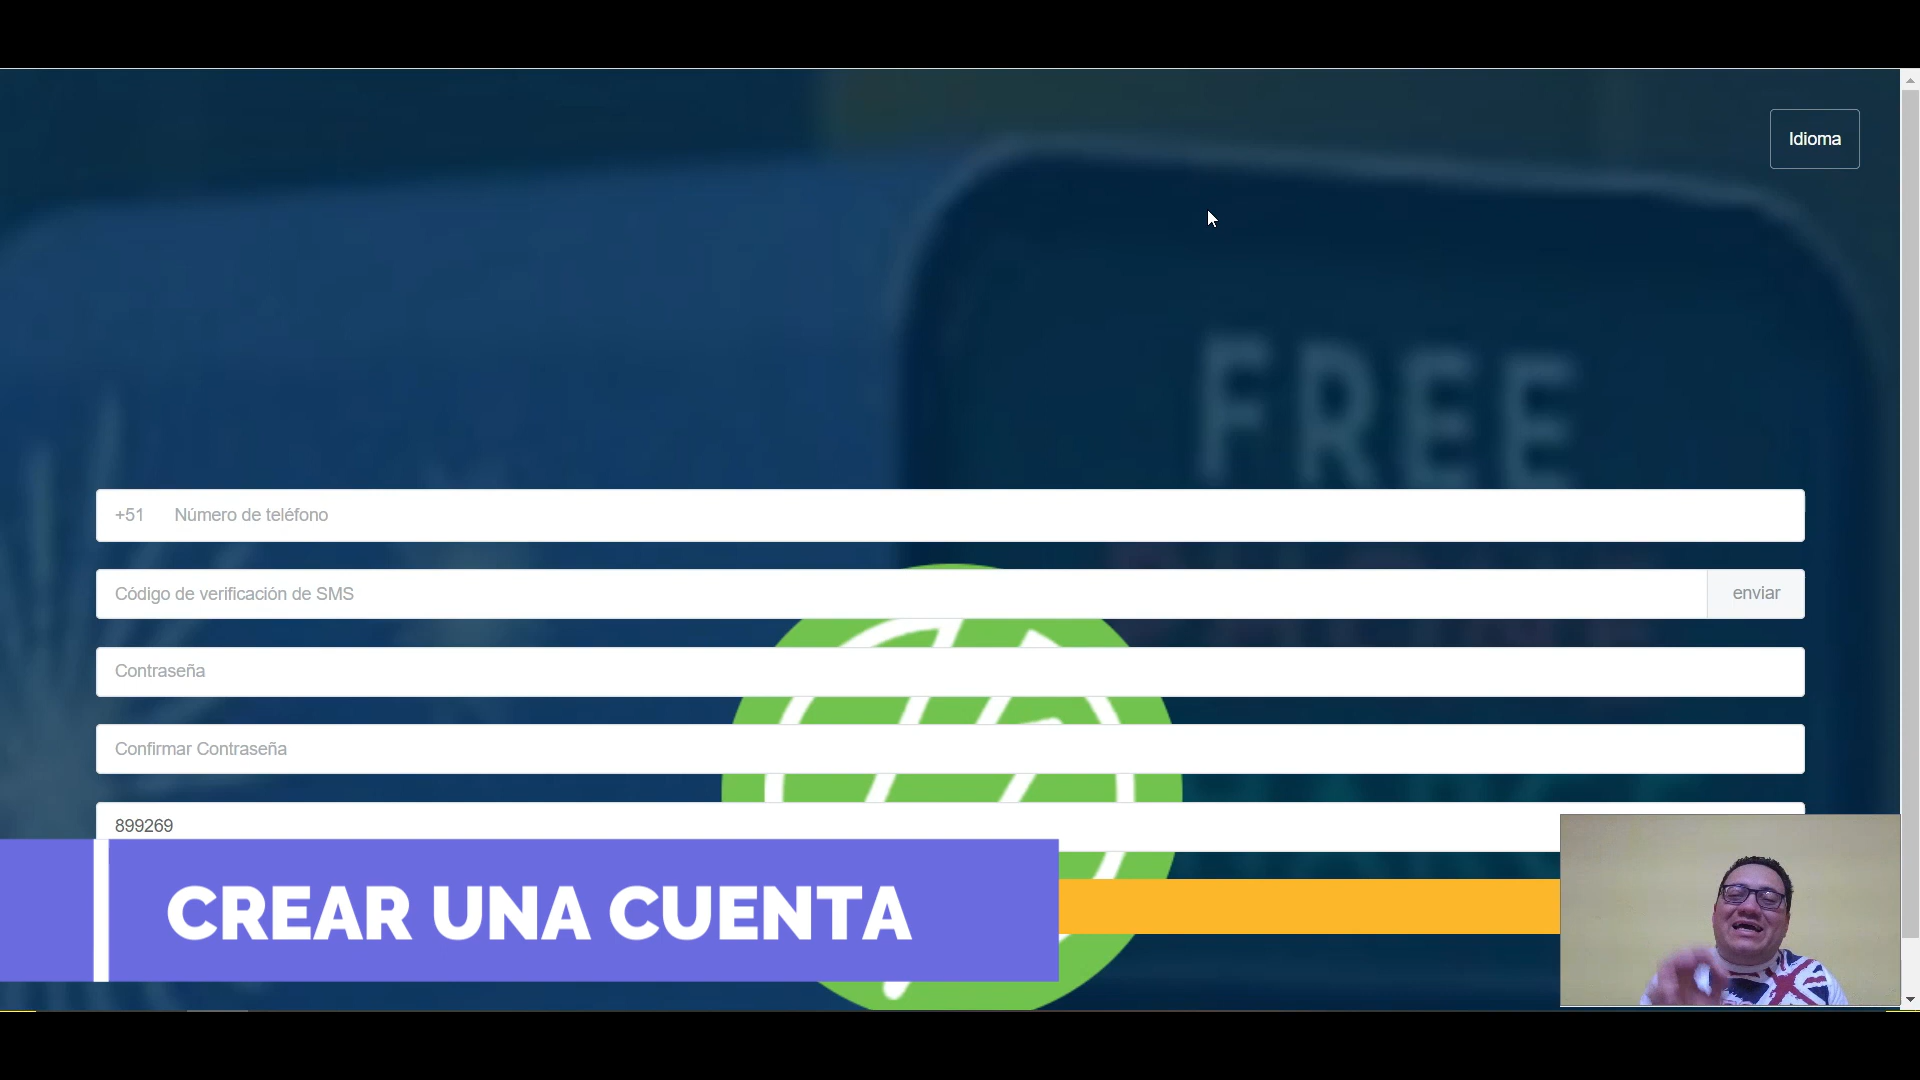 Idioma
FREE
+51 Número de teléfono
Código de verificación de SMS enviar
Contraseña
Confirmar Contraseña
899269
CREAR UNA CUENTA